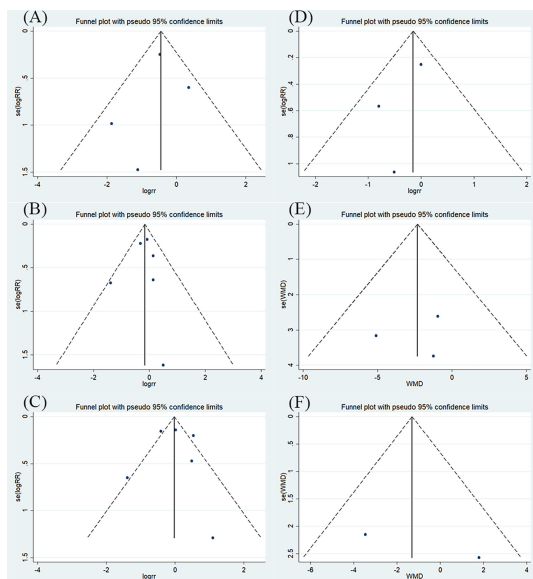 (A)
Funnel plot with pseudo 95% confidence limits
se(logRR)
0
.5
1
1.5
-4
-2
0
2
logrr
(B)
Funnel plot with pseudo 95% confidence limits
se(logRR)
0
.5
1
1.5
-4
-2
0
2
4
logrr
(C)
Funnel plot with pseudo 95% confidence limits
se(logRR)
0
.5
1
1.5
-4
-2
0
2
logrr
(D)
Funnel plot with pseudo 95% confidence limits
se(logRR)
0
.2
.4
.6
.8
1
-2
-1
0
1
2
logrr
(E)
Funnel plot with pseudo 95% confidence limits
se(WMD)
0
1
2
3
4
-10
-5
0
5
WMD
(F)
Funnel plot with pseudo 95% confidence limits
se(WMD)
0
.5
1
1.5
2
2.5
-6
-4
-2
0
2
4
WMD